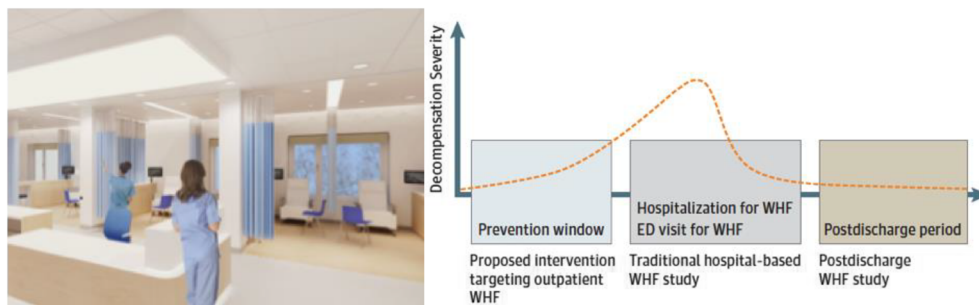 Decompensation Severity
Prevention window
Hospitalization for WHF
ED visit for WHF
Postdischarge period
Proposed intervention
targeting outpatient
WHF
Traditional hospital-based
WHF study
Postdischarge
WHF study